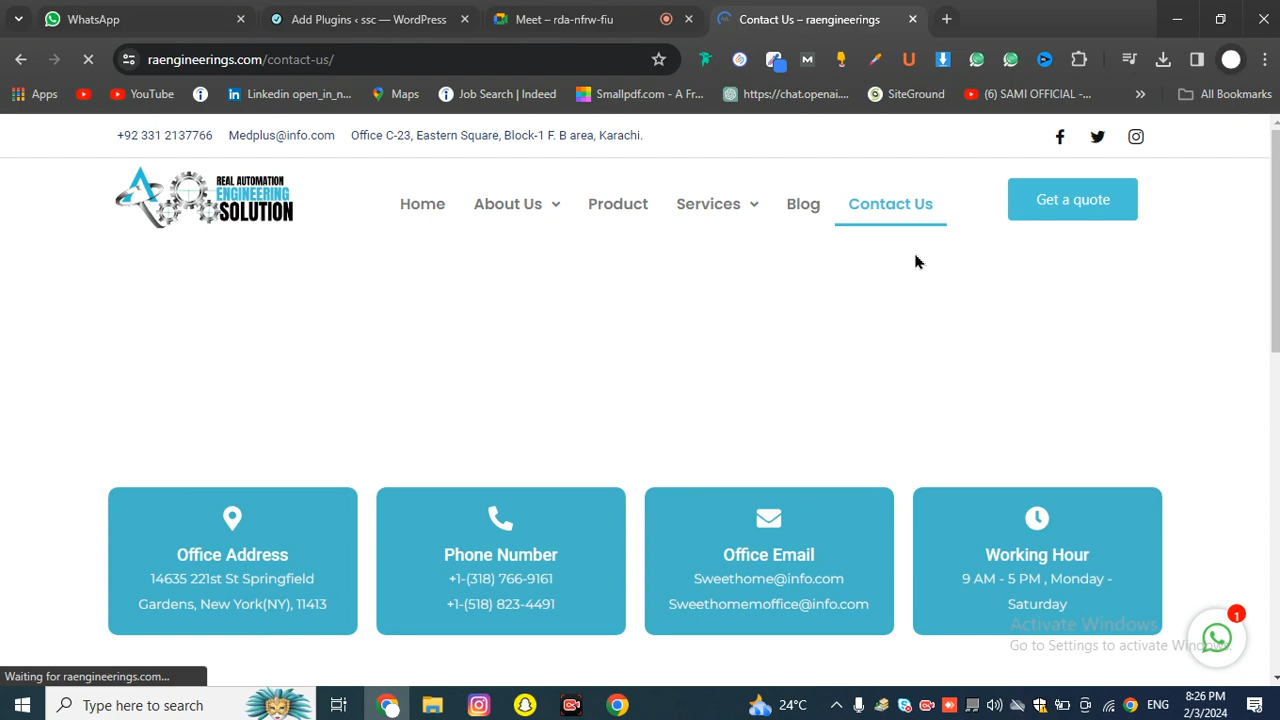 WhatsApp
Add Plugins ‹ ssc — WordPress
Meet – rda-nfrw-fiu
Contact Us – raengineerings
raengineerings.com/contact-us/
Apps
YouTube
Linkedin open_in_n...
Maps
Job Search | Indeed
Smallpdf.com - A Fr...
https://chat.openai....
SiteGround
(6) SAMI OFFICIAL -...
All Bookmarks
+92 331 2137766 Medplus@info.com Office C-23, Eastern Square, Block-1 F. B area, Karachi.
REAL AUTOMATION
ENGINEERING
SOLUTION
Home
About Us
Product
Services
Blog
Contact Us
Get a quote
Office Address
14635 221st St Springfield
Gardens, New York(NY), 11413
Phone Number
+1-(318) 766-9161
+1-(518) 823-4491
Office Email
Sweethome@info.com
Sweethomemoffice@info.com
Working Hour
9 AM - 5 PM , Monday -
Saturday
Activate Windows
Go to Settings to activate Windows.
1
Waiting for raengineerings.com...
Type here to search
24°C
ENG
8:26 PM
2/3/2024